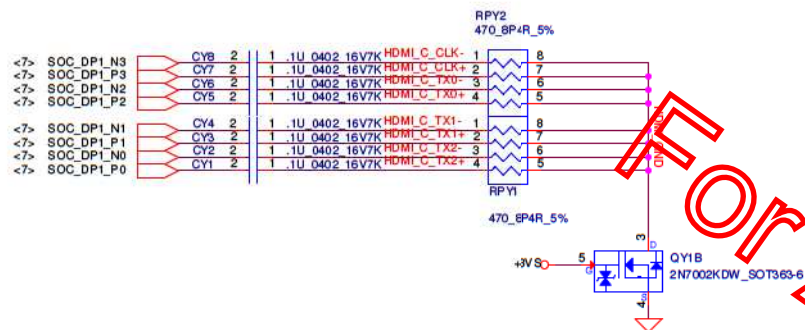 RPY2
470_8P4R_5%
<7> SOC_DP1_N3 CY8 2 1 .1U_0402_16V7K HDMI_C_CLK- 1 8
<7> SOC_DP1_P3 CY7 2 1 .1U_0402_16V7K HDMI_C_CLK+ 2 7
<7> SOC_DP1_N2 CY6 2 1 .1U_0402_16V7K HDMI_C_TX0- 3 6
<7> SOC_DP1_P2 CY5 2 1 .1U_0402_16V7K HDMI_C_TX0+ 4 5
<7> SOC_DP1_N1 CY4 2 1 .1U_0402_16V7K HDMI_C_TX1- 1 8
<7> SOC_DP1_P1 CY3 2 1 .1U_0402_16V7K HDMI_C_TX1+ 2 7
<7> SOC_DP1_N0 CY2 2 1 .1U_0402_16V7K HDMI_C_TX2- 3 6
<7> SOC_DP1_P0 CY1 2 1 .1U_0402_16V7K HDMI_C_TX2+ 4 5
RPY1
470_8P4R_5%
For
3
D
+3VS 5 G
QY1B
2N7002KDW_SOT363-6
S
4